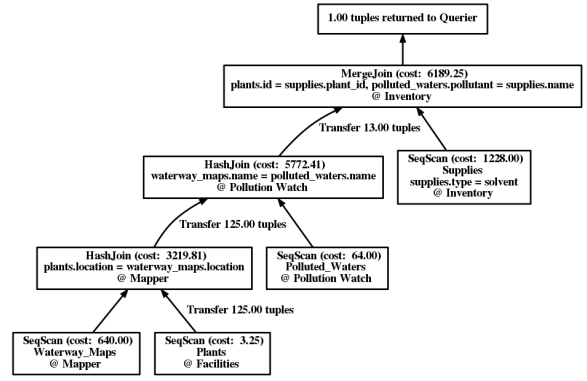 1.00 tuples returned to Querier
MergeJoin (cost:  6189.25)
plants.id = supplies.plant_id, polluted_waters.pollutant = supplies.name
@ Inventory
Transfer 13.00 tuples
HashJoin (cost:  5772.41)
waterway_maps.name = polluted_waters.name
@ Pollution Watch
SeqScan (cost:  1228.00)
Supplies
supplies.type = solvent
@ Inventory
Transfer 125.00 tuples
HashJoin (cost:  3219.81)
plants.location = waterway_maps.location
@ Mapper
SeqScan (cost:  64.00)
Polluted_Waters
@ Pollution Watch
Transfer 125.00 tuples
SeqScan (cost:  640.00)
Waterway_Maps
@ Mapper
SeqScan (cost:  3.25)
Plants
@ Facilities